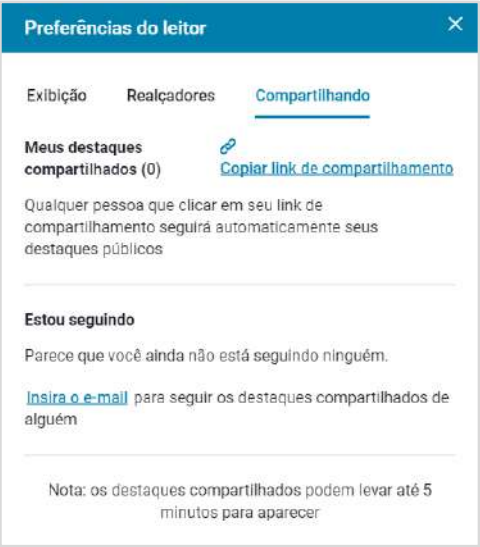 Preferências do leitor
Exibição Realçadores Compartilhando
Meus destaques
compartilhados (0)
Copiar link de compartilhamento
Qualquer pessoa que clicar em seu link de
compartilhamento seguirá automaticamente seus
destaques públicos
Estou seguindo
Parece que você ainda não está seguindo ninguém.
Insira o e-mail para seguir os destaques compartilhados de
alguém
Nota: os destaques compartilhados podem levar até 5
minutos para aparecer